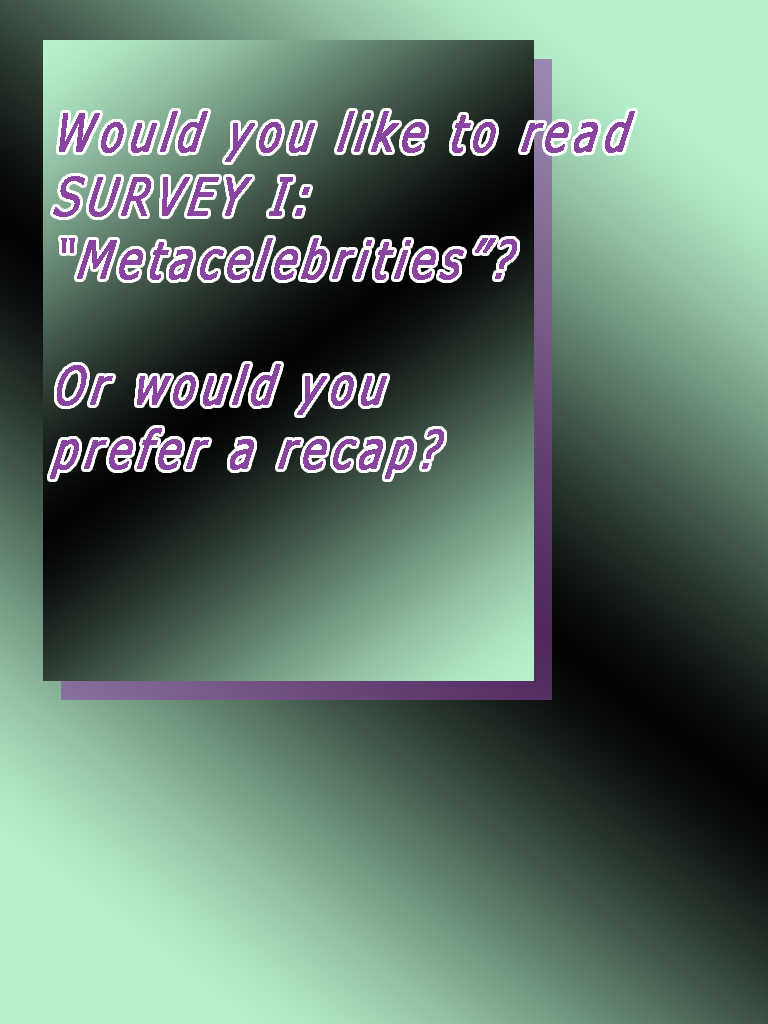 Would you like to read
SURVEY I:
“Metacelebrities”?
Or would you
prefer a recap?